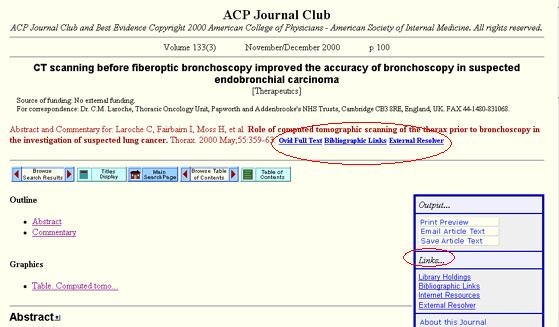 ACP Journal Club
ACP Journal Club and Best Evidence Copyright 2000 American College of Physicians - American Society of Internal Medicine. All rights reserved.
Volume 133(3) November/December 2000 p 100
CT scanning before fiberoptic bronchoscopy improved the accuracy of bronchoscopy in suspected
endobronchial carcinoma
[Therapeutics]
Source of funding: No external funding.
For correspondence: Dr. C.M. Laroche, Thoracic Oncology Unit, Papworth and Addenbrooke's NHS Trusts, Cambridge CB3 8RE, England, UK. FAX 44-1480-831068.
Abstract and Commentary for: Laroche C, Fairbairn I, Moss H, et al. Role of computed tomographic scanning of the thorax prior to bronchoscopy in
the investigation of suspected lung cancer. Thorax. 2000 May;55:359-63 Ovid Full Text Bibliographic Links External Resolver
Browse Search Results
Titles Display
Main Search Page
Browse Table of Contents
Table of Contents
Outline
Abstract
Commentary
Graphics
Table. Computed tomo...
Abstract
Output...
Print Preview
Email Article Text
Save Article Text
Links...
Library Holdings
Bibliographic Links
Internet Resources
External Resolver
About this Journal